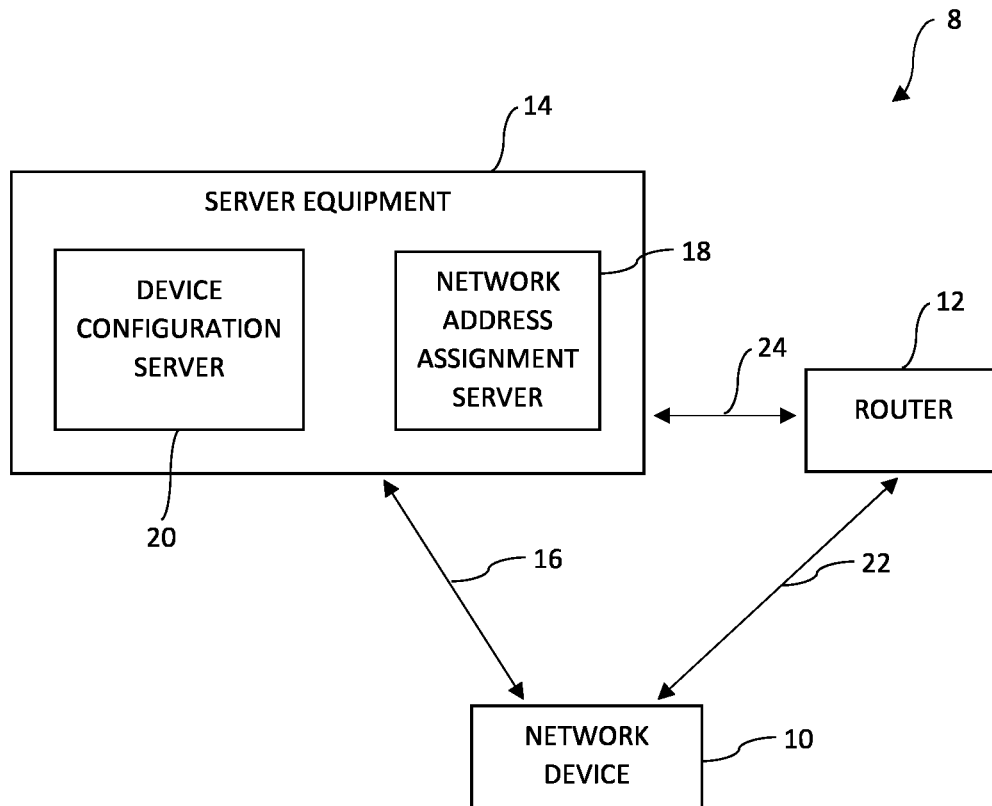 8
14
SERVER EQUIPMENT
DEVICE
CONFIGURATION
SERVER
18
NETWORK
ADDRESS
ASSIGNMENT
SERVER
12
24
ROUTER
20
16
22
NETWORK
DEVICE
10